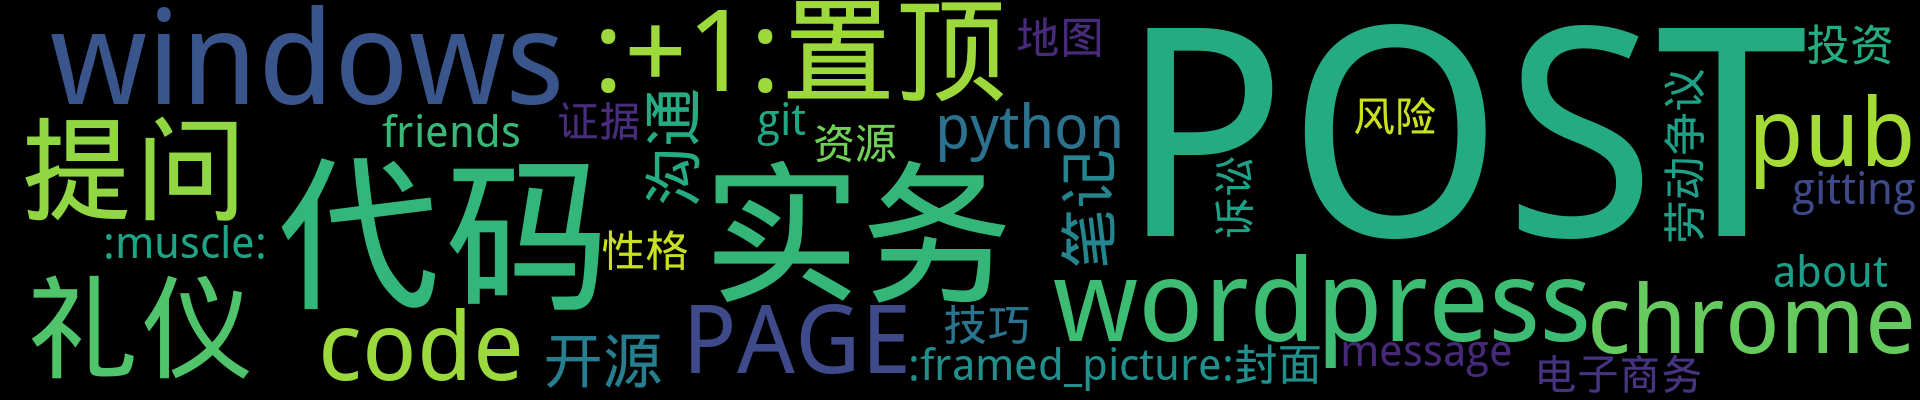 windows
:+1:置顶
地图
POST
投资
提问
friends
证据
沟通
git
资源
python
风险
劳动争议
pub
代码
实务
笔记
诉讼
gitting
:muscle:
性格
礼仪
wordpress
about
chrome
code
开源
PAGE
技巧
:framed_picture:封面
message
电子商务